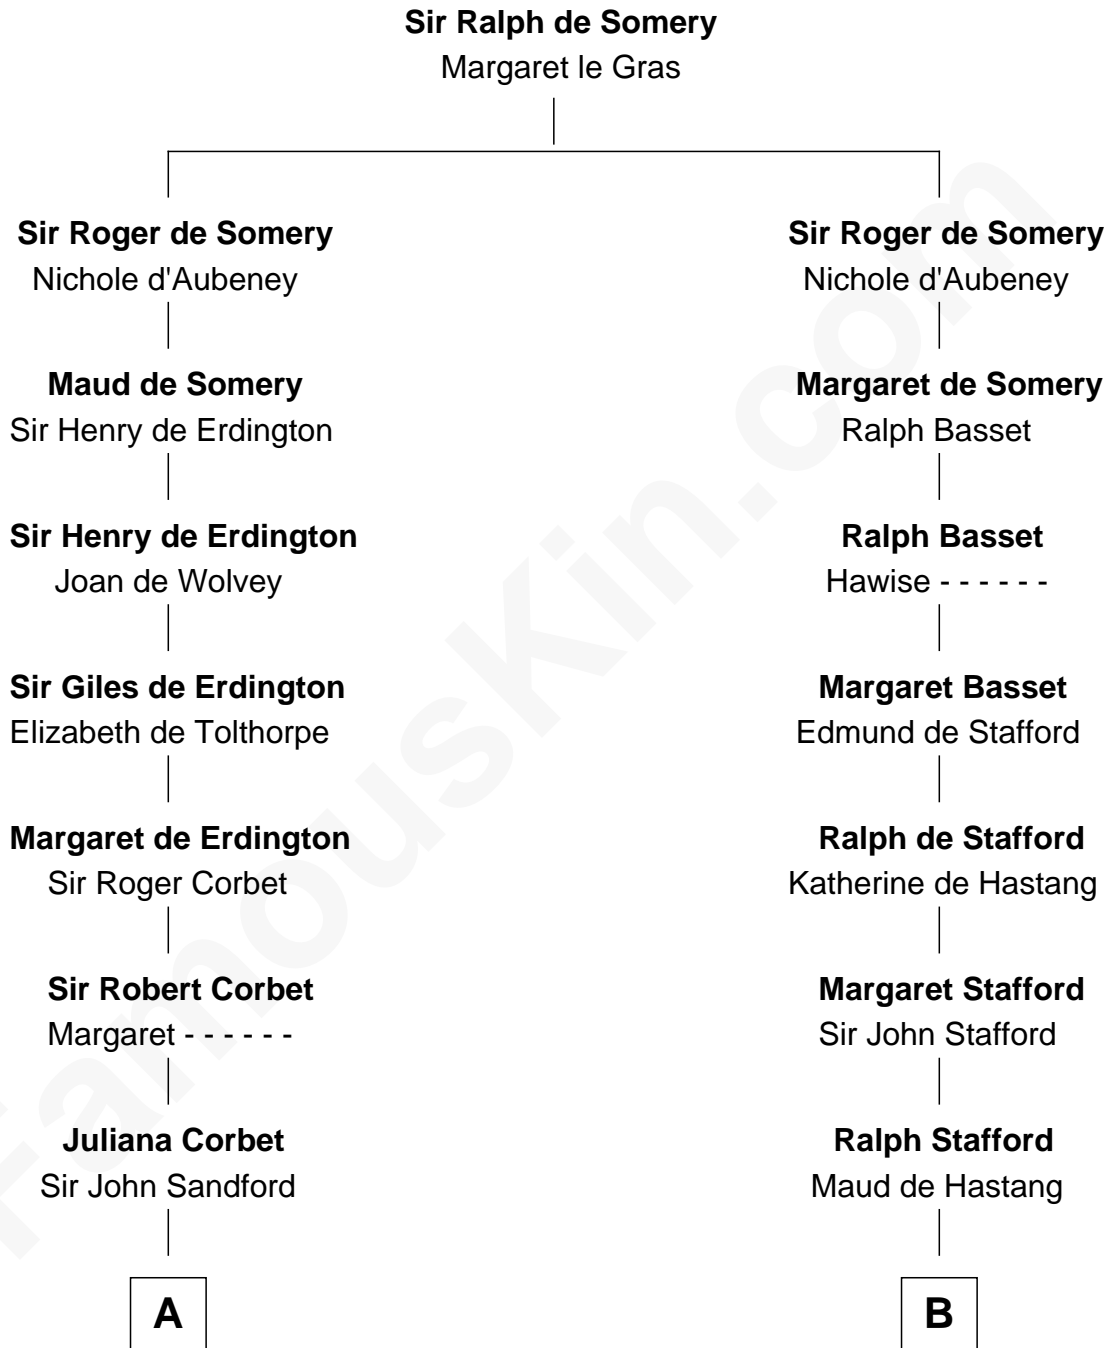 Sir Ralph de Somery
Margaret le Gras
Sir Roger de Somery
Nichole d'Aubeney
Sir Roger de Somery
Nichole d'Aubeney
Maud de Somery
Sir Henry de Erdington
Margaret de Somery
Ralph Basset
Sir Henry de Erdington
Joan de Wolvey
Ralph Basset
Hawise - - - - - -
Sir Giles de Erdington
Elizabeth de Tolthorpe
Margaret Basset
Edmund de Stafford
Margaret de Erdington
Sir Roger Corbet
Ralph de Stafford
Katherine de Hastang
Sir Robert Corbet
Margaret - - - - - -
Margaret Stafford
Sir John Stafford
Juliana Corbet
Sir John Sandford
Ralph Stafford
Maud de Hastang
A
B
FamousKin.com